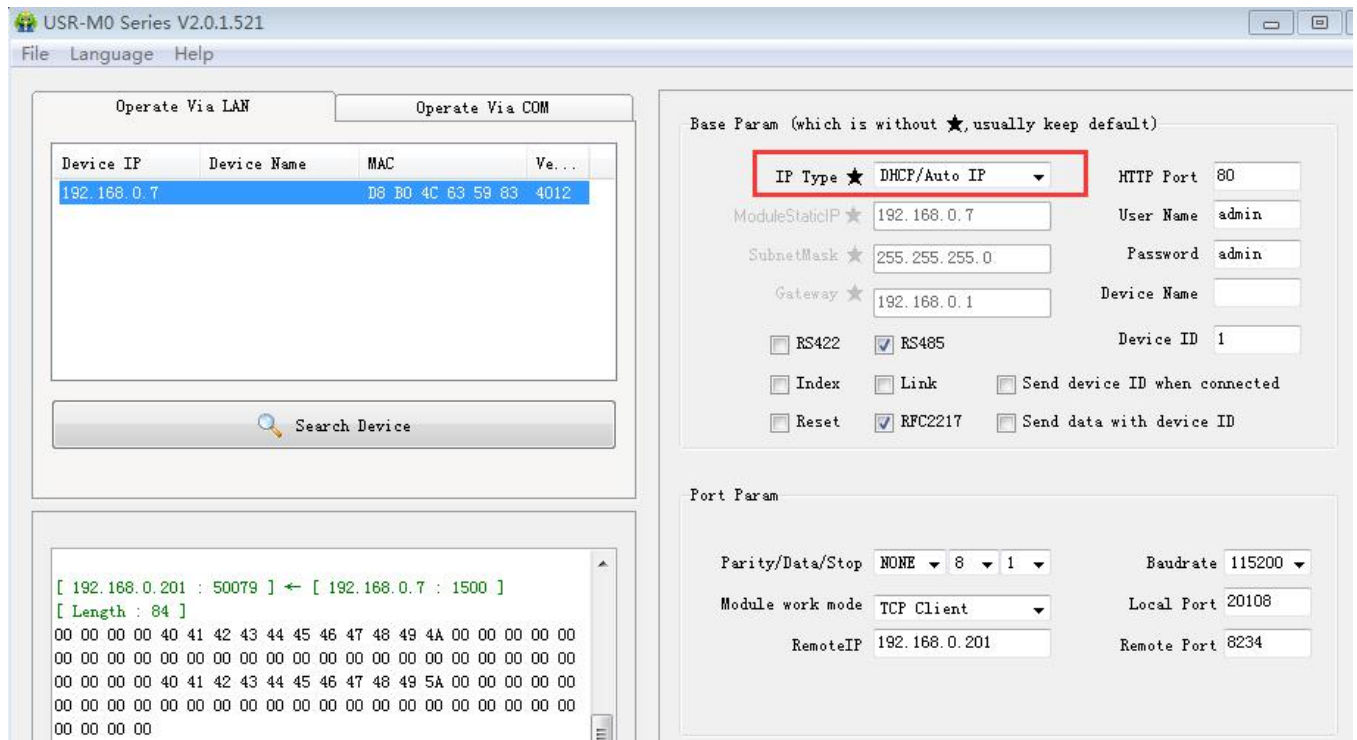 USR-M0 Series V2.0.1.521
File Language Help
Operate Via LAN
Operate Via COM
Device IP Device Name MAC Ve...
192.168.0.7 D8 B0 4C 63 59 83 4012
Search Device
[ 192.168.0.201 : 50079 ] ← [ 192.168.0.7 : 1500 ]
[ Length : 84 ]
00 00 00 00 40 41 42 43 44 45 46 47 48 49 4A 00 00 00 00 00
00 00 00 00 00 00 00 00 00 00 00 00 00 00 00 00 00 00 00 00
00 00 00 00 40 41 42 43 44 45 46 47 48 49 5A 00 00 00 00 00
00 00 00 00 00 00 00 00 00 00 00 00 00 00 00 00 00 00 00 00
00 00 00 00
Base Param (which is without ★,usually keep default)
IP Type ★ DHCP/Auto IP HTTP Port 80
ModuleStaticIP ★ 192.168.0.7 User Name admin
SubnetMask ★ 255.255.255.0 Password admin
Gateway ★ 192.168.0.1 Device Name
RS422 RS485 Device ID 1
Index Link Send device ID when connected
Reset RFC2217 Send data with device ID
Port Param
Parity/Data/Stop NONE 8 1 Baudrate 115200
Module work mode TCP Client Local Port 20108
RemoteIP 192.168.0.201 Remote Port 8234